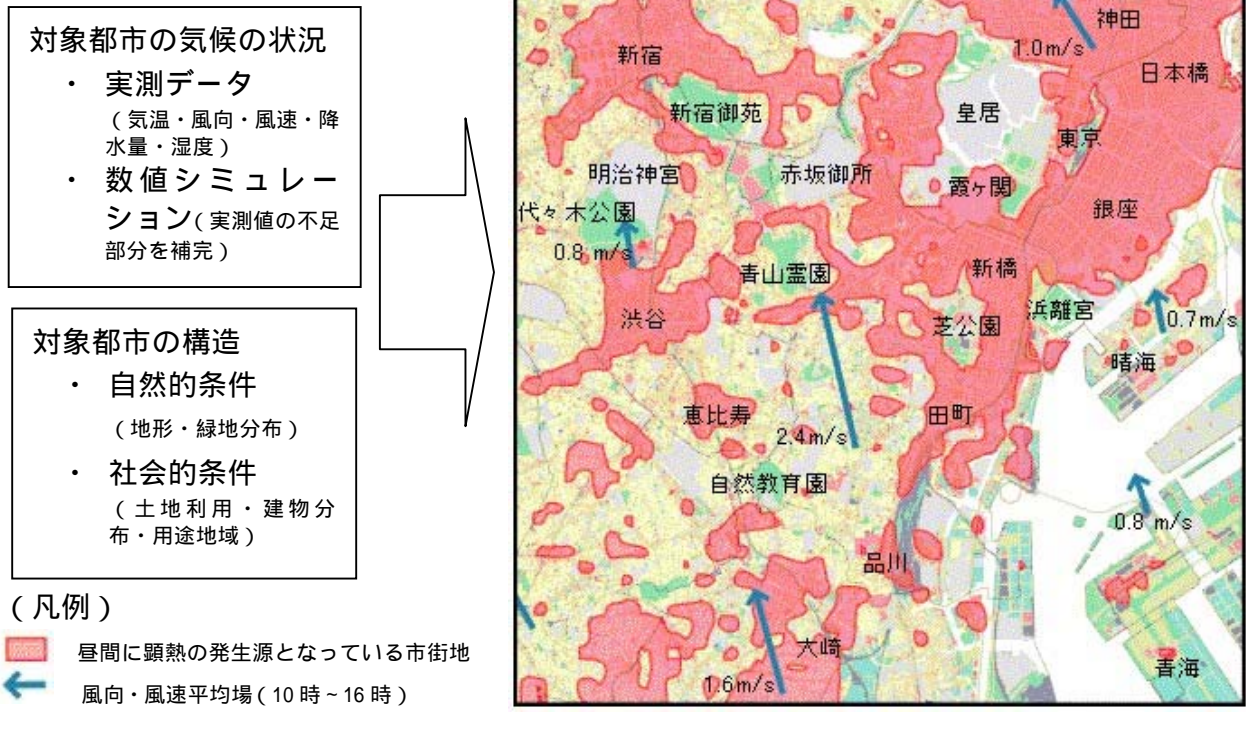 対象都市の気候の状況
・ 実測データ
（気温・風向・風速・降
水量・湿度）
・ 数値シミュレー
ション（実測値の不足
部分を補完）
対象都市の構造
・ 自然的条件
（地形・緑地分布）
・ 社会的条件
（土地利用・建物分
布・用途地域）
（凡例）
昼間に顕熱の発生源となっている市街地
風向・風速平均場（10時～16時）
神田
1.0m/s
新宿
日本橋
新宿御苑
皇居
東京
明治神宮
赤坂御所
霞ヶ関
代々木公園
銀座
0.8 m/s
青山霊園
新橋
渋谷
芝公園
浜離宮
0.7m/s
晴海
恵比寿
田町
2.4m/s
自然教育園
0.8 m/s
品川
大崎
青海
1.6m/s